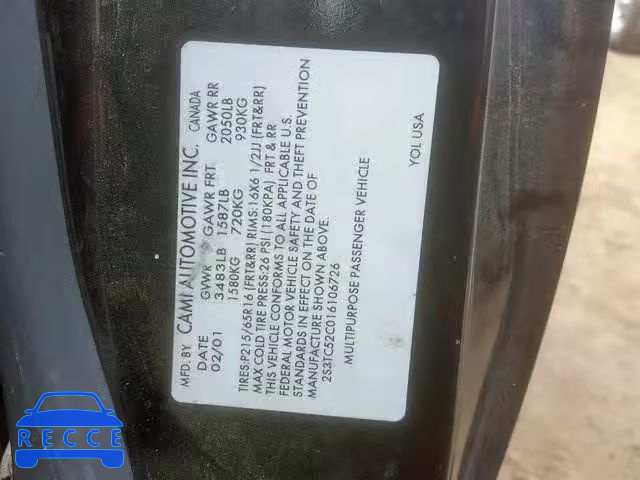 MFD. BY CAMI AUTOMOTIVE INC. CANADA
DATE GVWR GAWR FRT GAWR RR
02/01 3483LB 1587LB 2050LB
1580KG 720KG 930KG
TIRES:P215/65R16 (FRT&RR) RIMS:16X6 1/2JJ (FRT&RR)
MAX COLD TIRE PRESS:26 PSI (180KPA) FRT & RR
THIS VEHICLE CONFORMS TO ALL APPLICABLE U.S.
FEDERAL MOTOR VEHICLE SAFETY AND THEFT PREVENTION
STANDARDS IN EFFECT ON THE DATE OF
MANUFACTURE SHOWN ABOVE.
2S3TC52C016106726
MULTIPURPOSE PASSENGER VEHICLE
YOL USA
RECCE